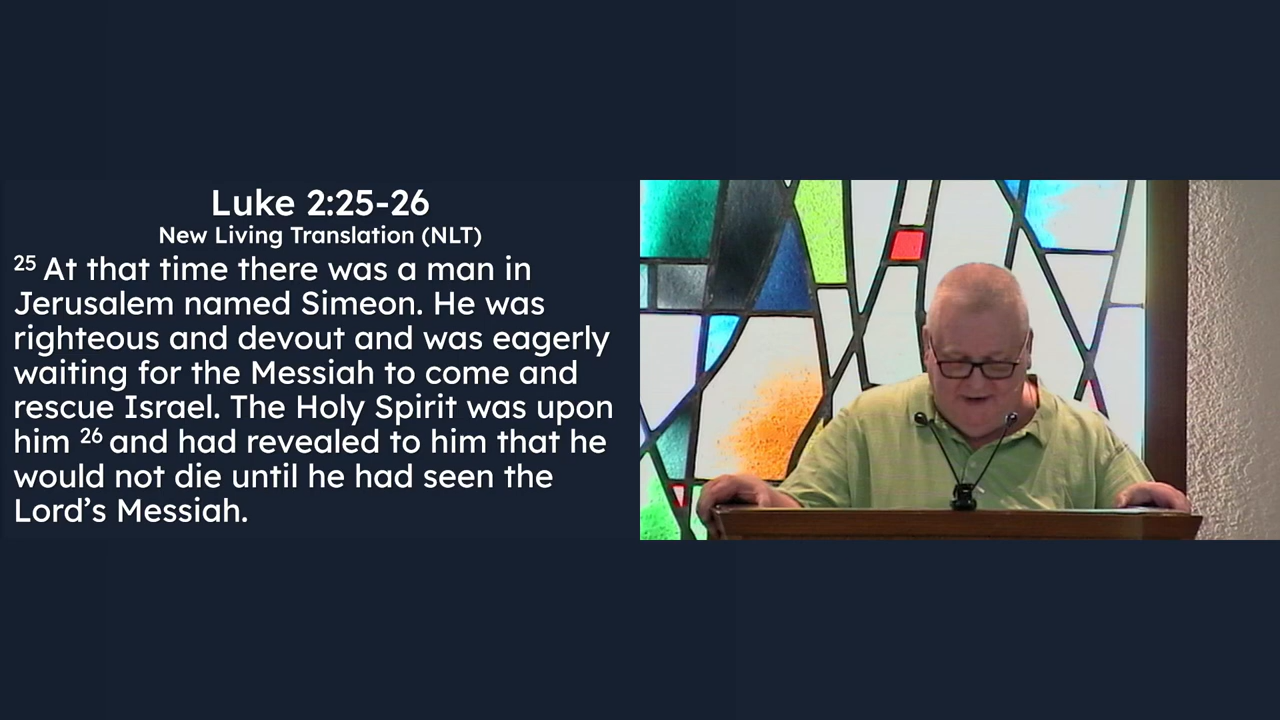 Luke 2:25-26
New Living Translation (NLT)
25 At that time there was a man in
Jerusalem named Simeon. He was
righteous and devout and was eagerly
waiting for the Messiah to come and
rescue Israel. The Holy Spirit was upon
him 26 and had revealed to him that he
would not die until he had seen the
Lord’s Messiah.